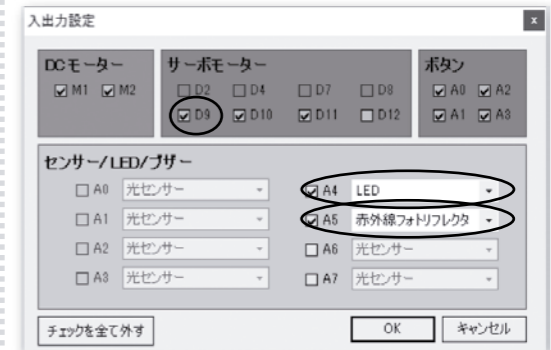 入出力設定 x
DCモーター サーボモーター ボタン
M1 M2 D2 D4 D7 D8 A0 A2
D9 D10 D11 D12 A1 A3
センサー/LED/ブザー
A0 光センサー A4 LED
A1 光センサー A5 赤外線フォトリフレクタ
A2 光センサー A6 光センサー
A3 光センサー A7 光センサー
チェックを全て外す OK キャンセル